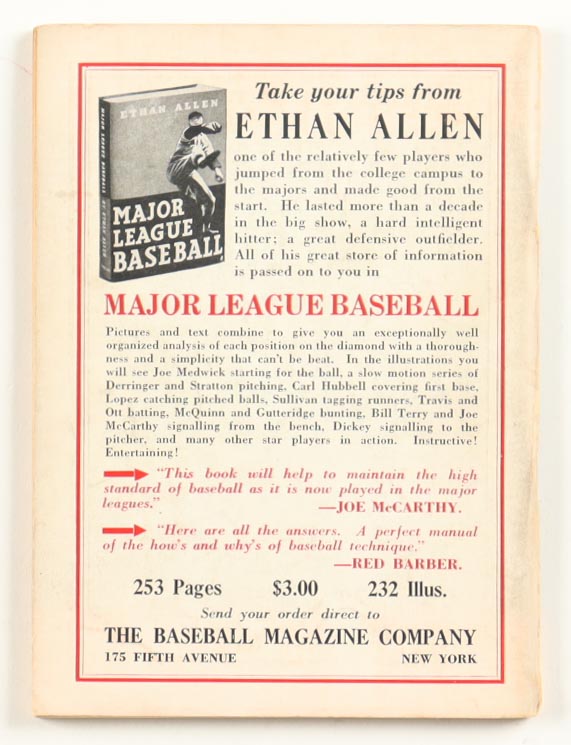 ETHAN ALLEN
MAJOR
LEAGUE
BASEBALL
Take your tips from
ETHAN ALLEN
one of the relatively few players who
jumped from the college campus to
the majors and made good from the
start. He lasted more than a decade
in the big show, a hard intelligent
hitter; a great defensive outfielder.
All of his great store of information
is passed on to you in
MAJOR LEAGUE BASEBALL
Pictures and text combine to give you an exceptionally well
organized analysis of each position on the diamond with a thorough-
ness and a simplicity that can't be beat. In the illustrations you
will see Joe Medwick starting for the ball, a slow motion series of
Derringer and Stratton pitching, Carl Hubbell covering first base,
Lopez catching pitched balls, Sullivan tagging runners, Travis and
Ott batting, McQuinn and Gutteridge bunting, Bill Terry and Joe
McCarthy signalling from the bench, Dickey signalling to the
pitcher, and many other star players in action. Instructive!
Entertaining!
"This book will help to maintain the high
standard of baseball as it is now played in the major
leagues."
—JOE McCARTHY.
"Here are all the answers. A perfect manual
of the how's and why's of baseball technique."
—RED BARBER.
253 Pages $3.00 232 Illus.
Send your order direct to
THE BASEBALL MAGAZINE COMPANY
175 FIFTH AVENUE NEW YORK